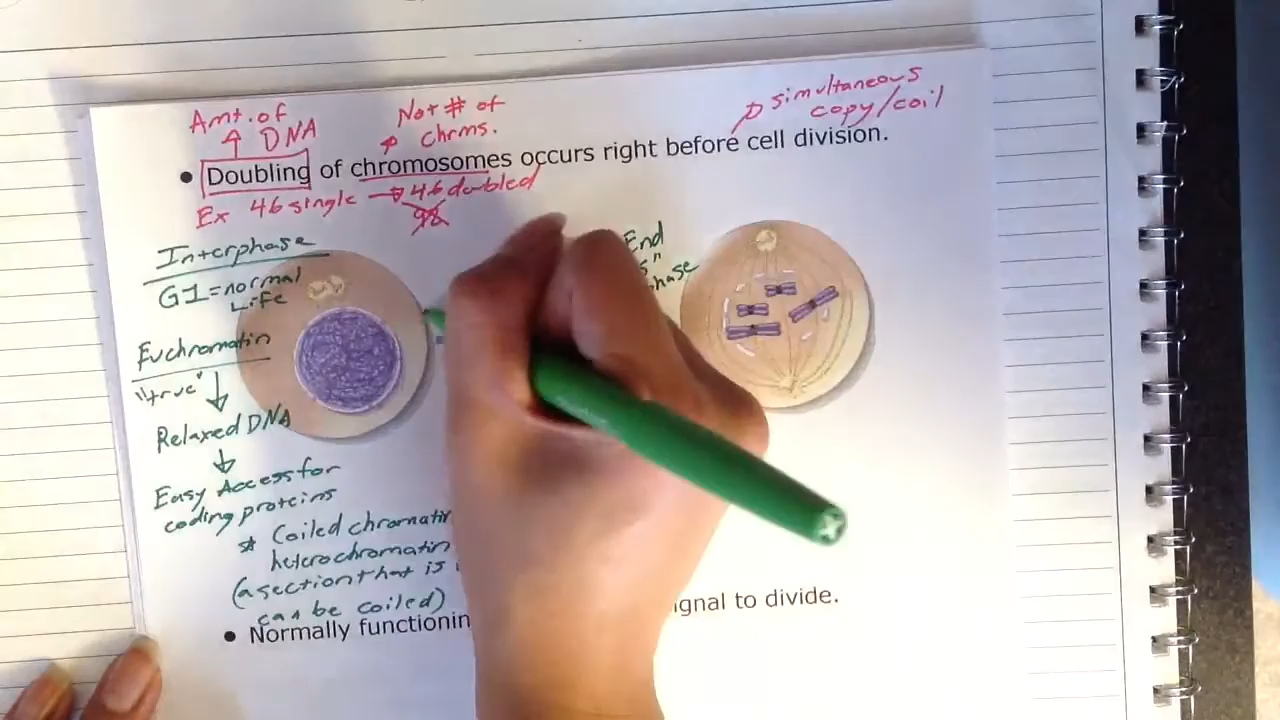 Amt. of
DNA
Not # of
Chrms.
simultaneous
copy/coil
• Doubling of chromosomes occurs right before cell division.
Ex 46 single → 46 doubled
Interphase
G1 = normal
Life
Euchromatin
"true"
Relaxed DNA
Easy Access for
coding proteins
* Coiled chromatin
heterochromatin
(a section that is
can be coiled)
End
• Normally functionin
ignal to divide.